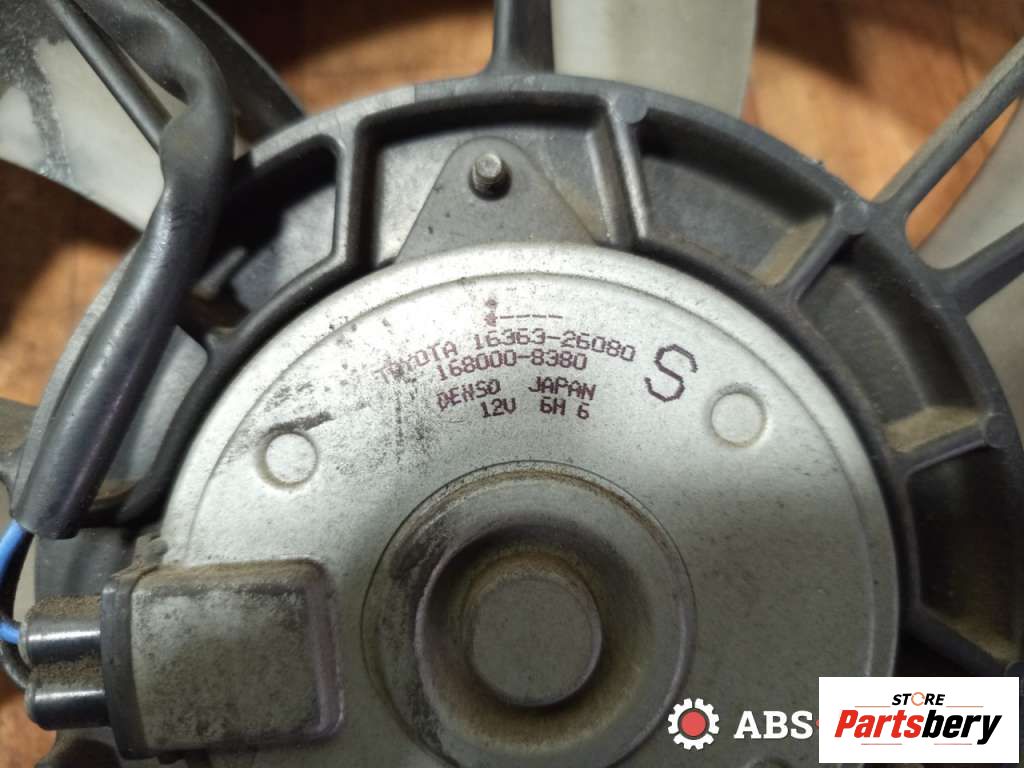 TOYOTA 16363-26080
168000-8380
S
DENSO JAPAN
12V 6H 6
ABS-
STORE
Partsbery